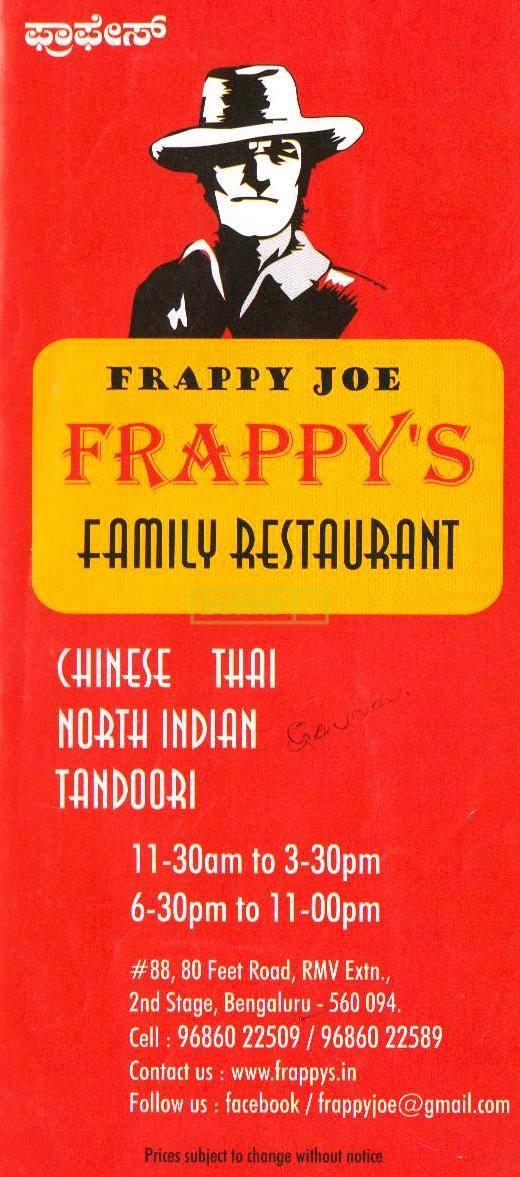 ಫ್ರಾಫೇಸ್
FRAPPY JOE
FRAPPY'S
FAMILY RESTAURANT
CHINESE THAI
NORTH INDIAN
TANDOORI
11-30am to 3-30pm
6-30pm to 11-00pm
#88, 80 Feet Road, RMV Extn.,
2nd Stage, Bengaluru - 560 094.
Cell : 96860 22509 / 96860 22589
Contact us : www.frappys.in
Follow us : facebook / frappyjoe@gmail.com
Prices subject to change without notice